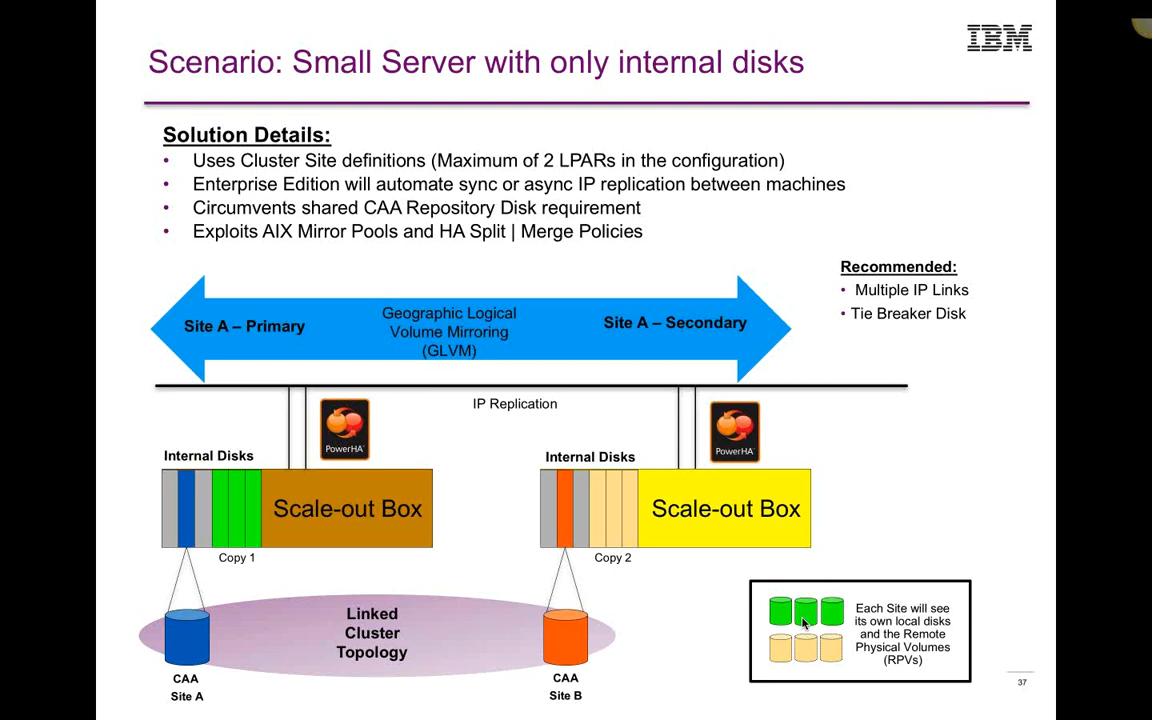 IBM
Scenario: Small Server with only internal disks
Solution Details:
• Uses Cluster Site definitions (Maximum of 2 LPARs in the configuration)
• Enterprise Edition will automate sync or async IP replication between machines
• Circumvents shared CAA Repository Disk requirement
• Exploits AIX Mirror Pools and HA Split | Merge Policies
Recommended:
• Multiple IP Links
• Tie Breaker Disk
Site A – Primary
Geographic Logical
Volume Mirroring
(GLVM)
Site A – Secondary
IP Replication
PowerHA
PowerHA
Internal Disks
Internal Disks
Scale-out Box
Scale-out Box
Copy 1
Copy 2
Linked
Cluster
Topology
CAA
Site A
CAA
Site B
Each Site will see
its own local disks
and the Remote
Physical Volumes
(RPVs)
37